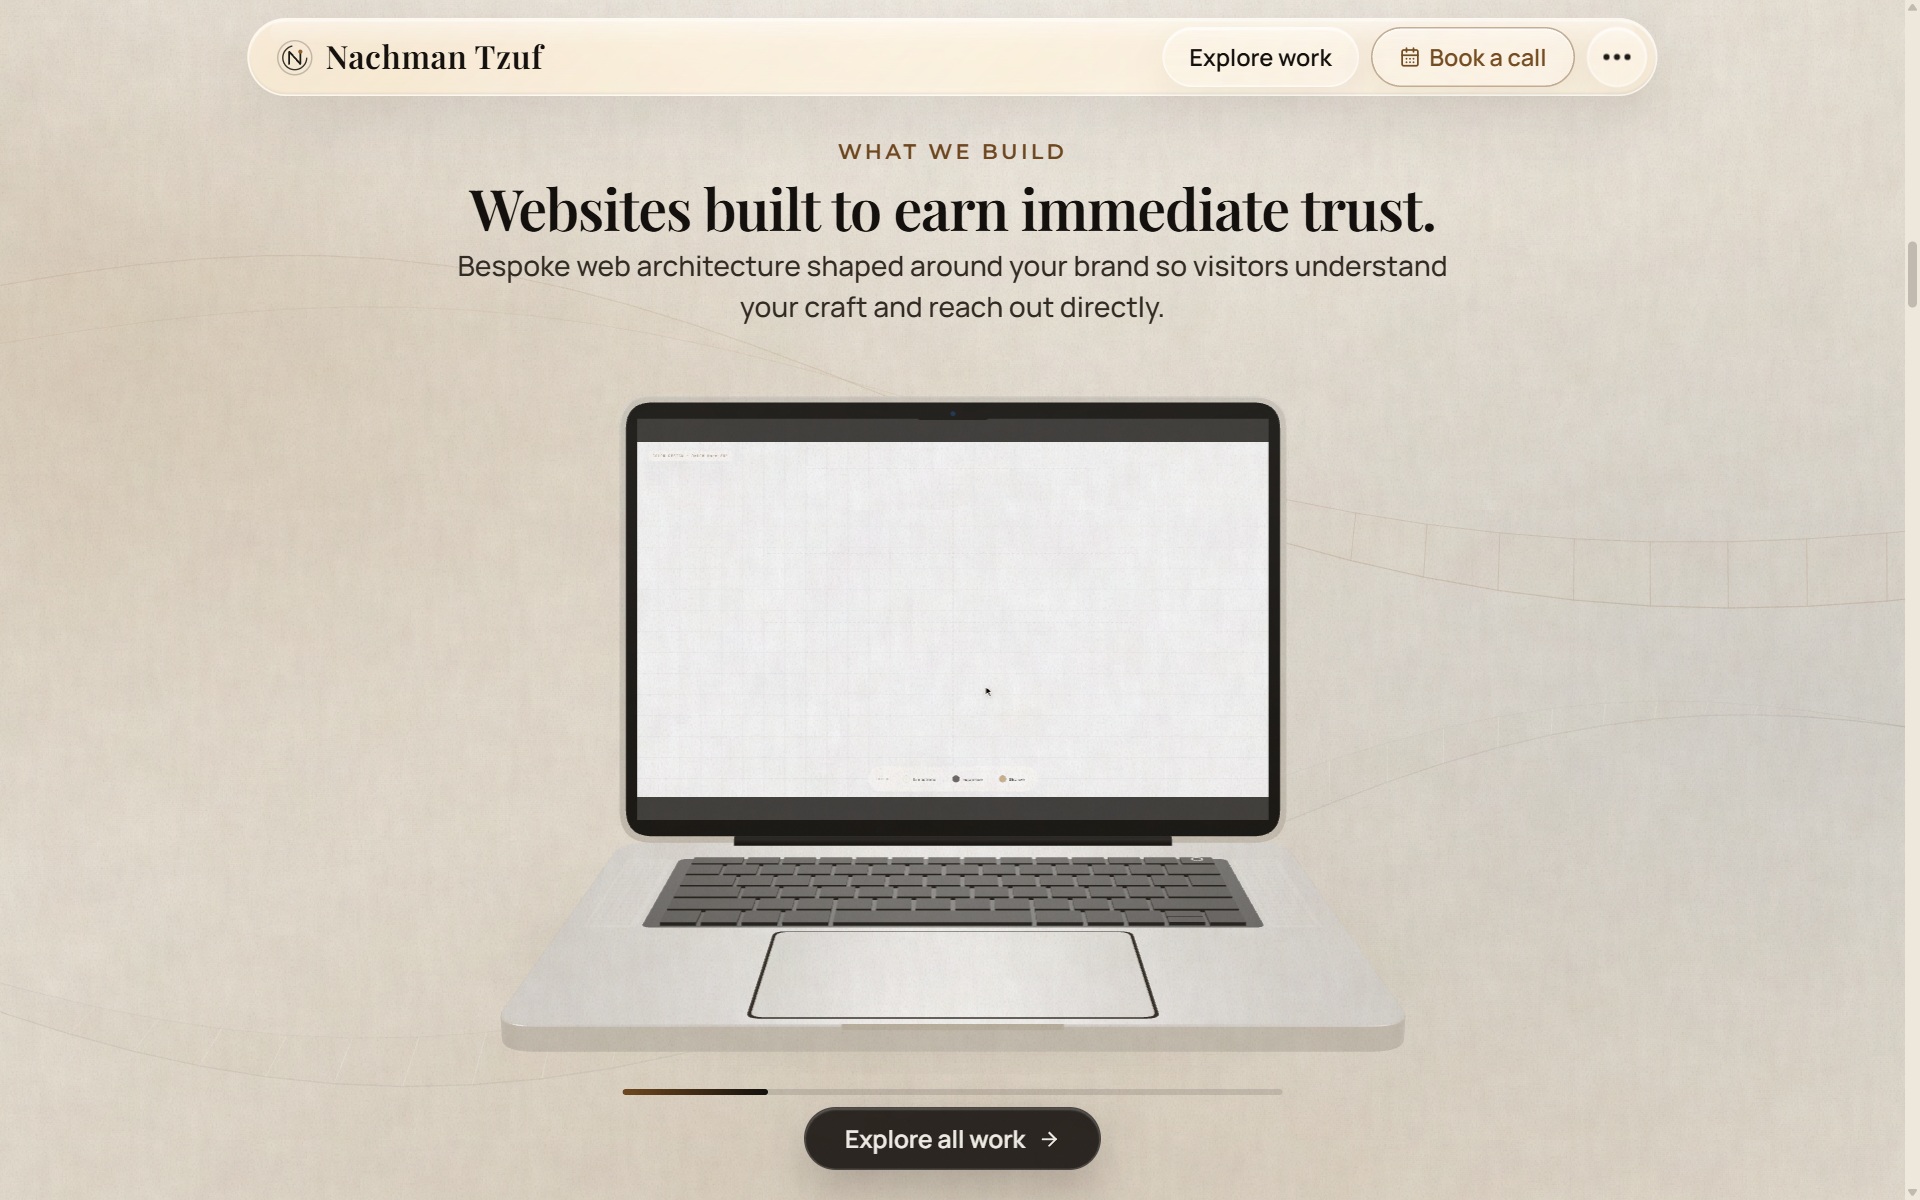 Nachman Tzuf
Explore work
Book a call
WHAT WE BUILD
Websites built to earn immediate trust.
Bespoke web architecture shaped around your brand so visitors understand
your craft and reach out directly.
Explore all work